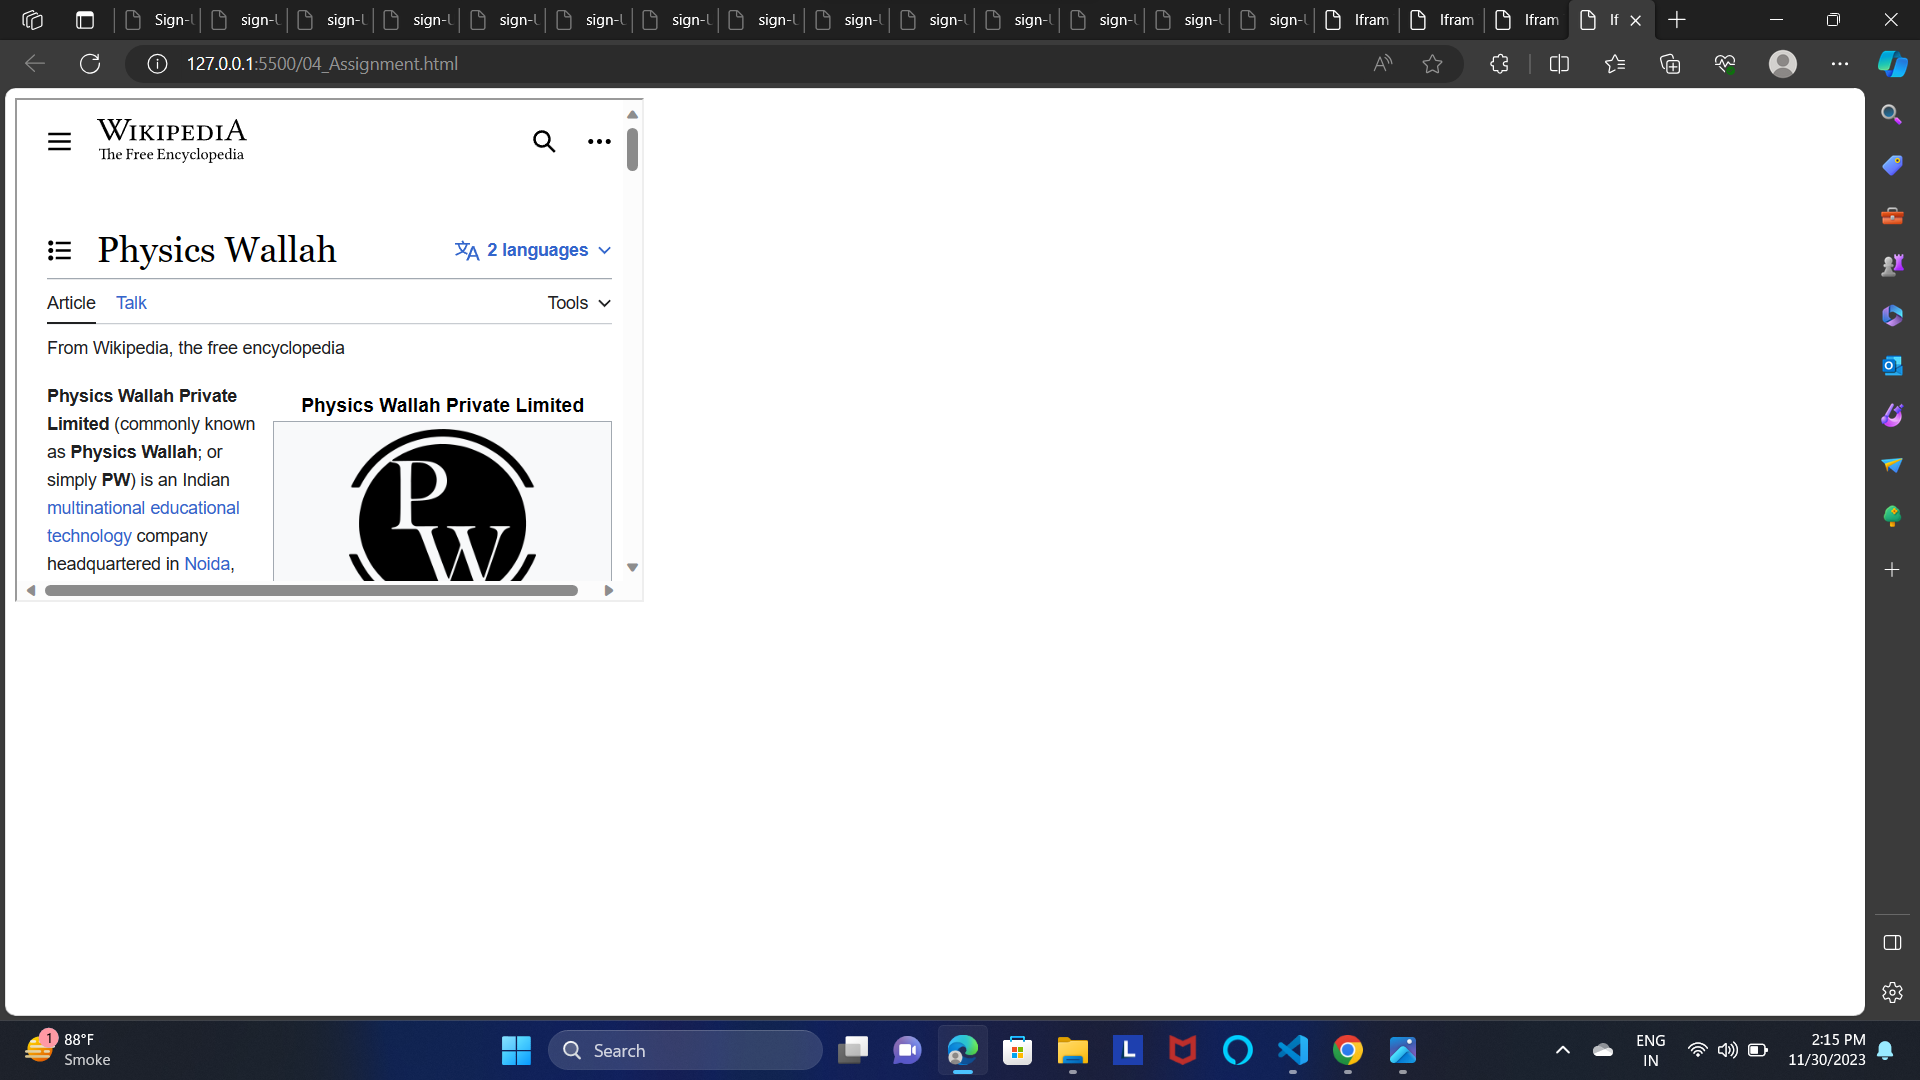 Sign-U
sign-U
sign-U
sign-U
sign-U
sign-U
sign-U
sign-U
sign-U
sign-U
sign-U
sign-U
sign-U
sign-U
Ifram
Ifram
Ifram
If
127.0.0.1:5500/04_Assignment.html
WIKIPEDIA
The Free Encyclopedia
Physics Wallah
2 languages
Article Talk Tools
From Wikipedia, the free encyclopedia
Physics Wallah Private
Limited (commonly known
as Physics Wallah; or
simply PW) is an Indian
multinational educational
technology company
headquartered in Noida,
Physics Wallah Private Limited
PW
1
88°F
Smoke
Search
L
ENG
IN
2:15 PM
11/30/2023